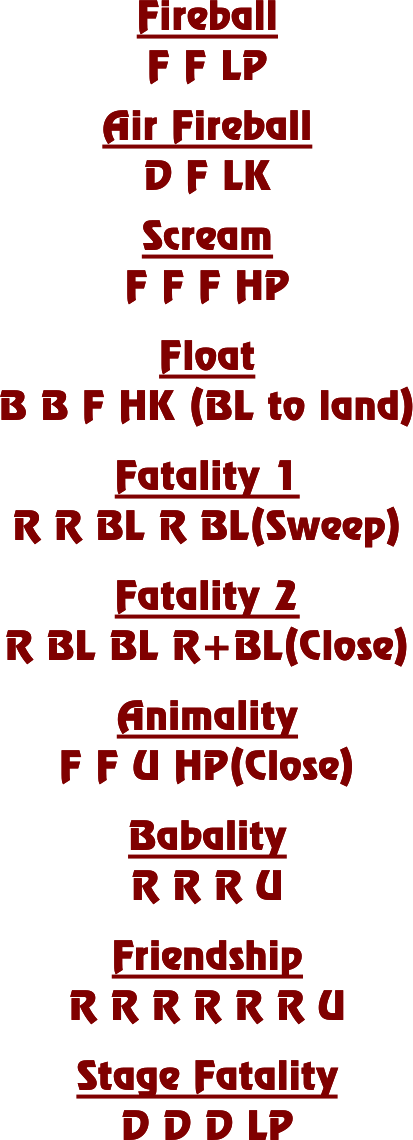 Fireball
F F LP
Air Fireball
D F LK
Scream
F F F HP
Float
B B F HK (BL to land)
Fatality 1
R R BL R BL(Sweep)
Fatality 2
R BL BL R+BL(Close)
Animality
F F U HP(Close)
Babality
R R R U
Friendship
R R R R R R U
Stage Fatality
D D D LP